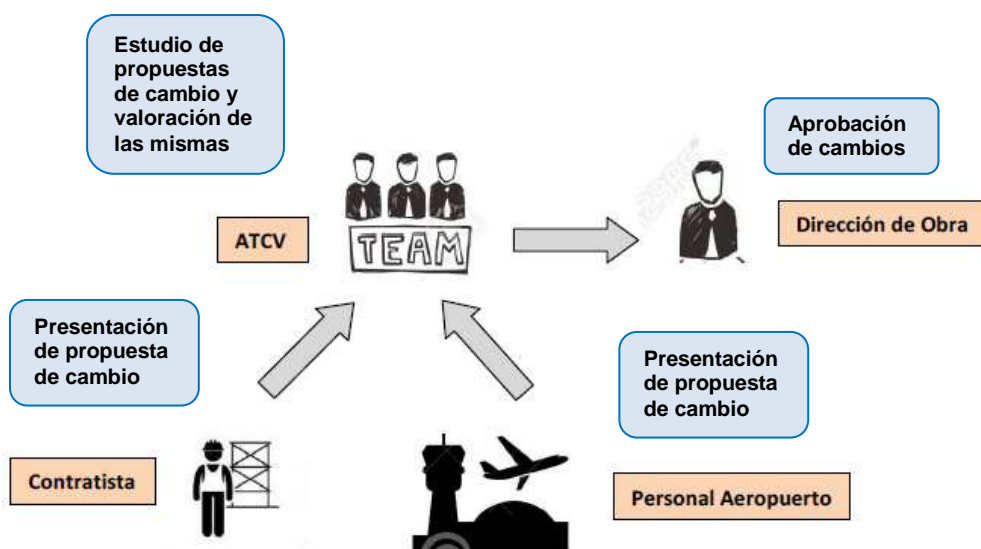 Estudio de
propuestas
de cambio y
valoración de
las mismas
Aprobación
de cambios
ATCV
TEAM
Dirección de Obra
Presentación
de propuesta
de cambio
Presentación
de propuesta
de cambio
Contratista
Personal Aeropuerto